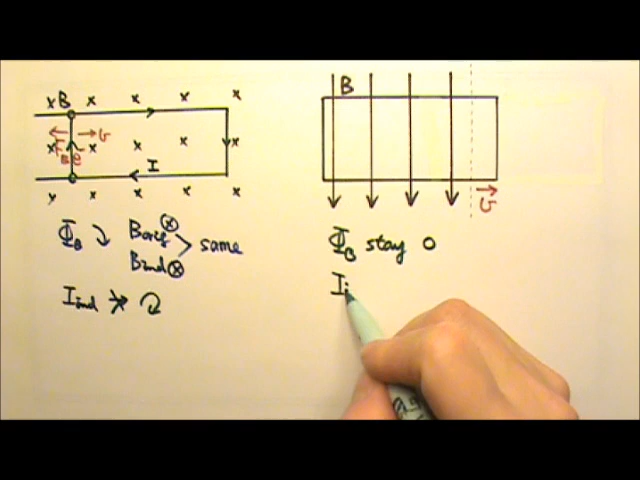 B
I
v
Φ_B ↘ B_orig ⊗
B_ind ⊗ > same
I_ind ↷
B
v
Φ_B stay 0
I i